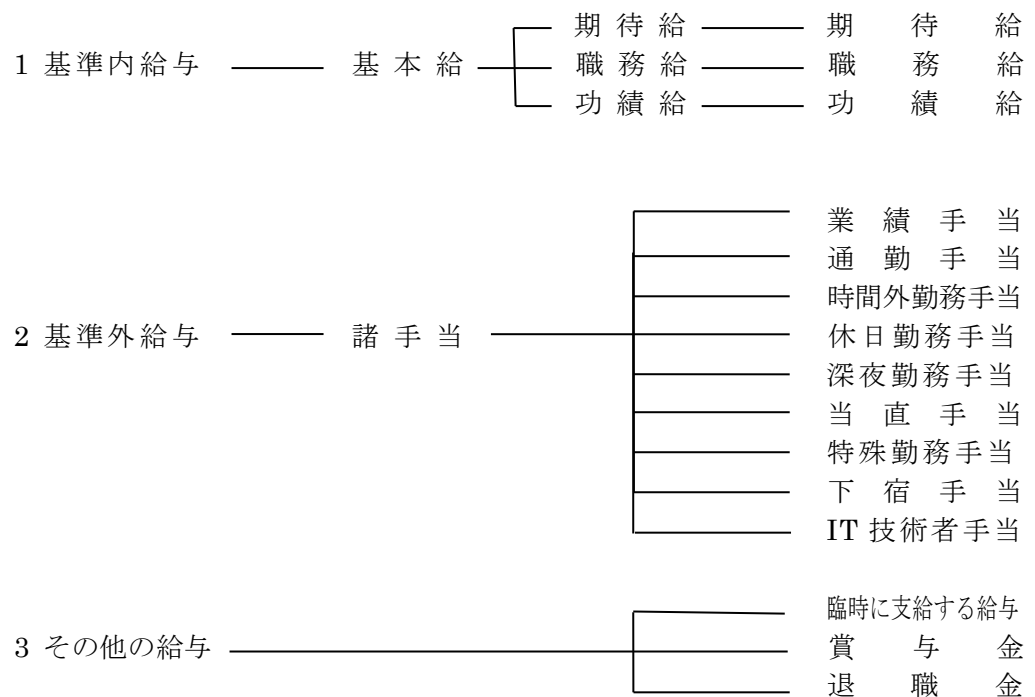 期待給 期待給
1 基準内給与 基本給 職務給 職務給
功績給 功績給
業績手当
通勤手当
時間外勤務手当
2 基準外給与 諸手当 休日勤務手当
深夜勤務手当
当直手当
特殊勤務手当
下宿手当
IT 技術者手当
臨時に支給する給与
3 その他の給与 賞与金
退職金